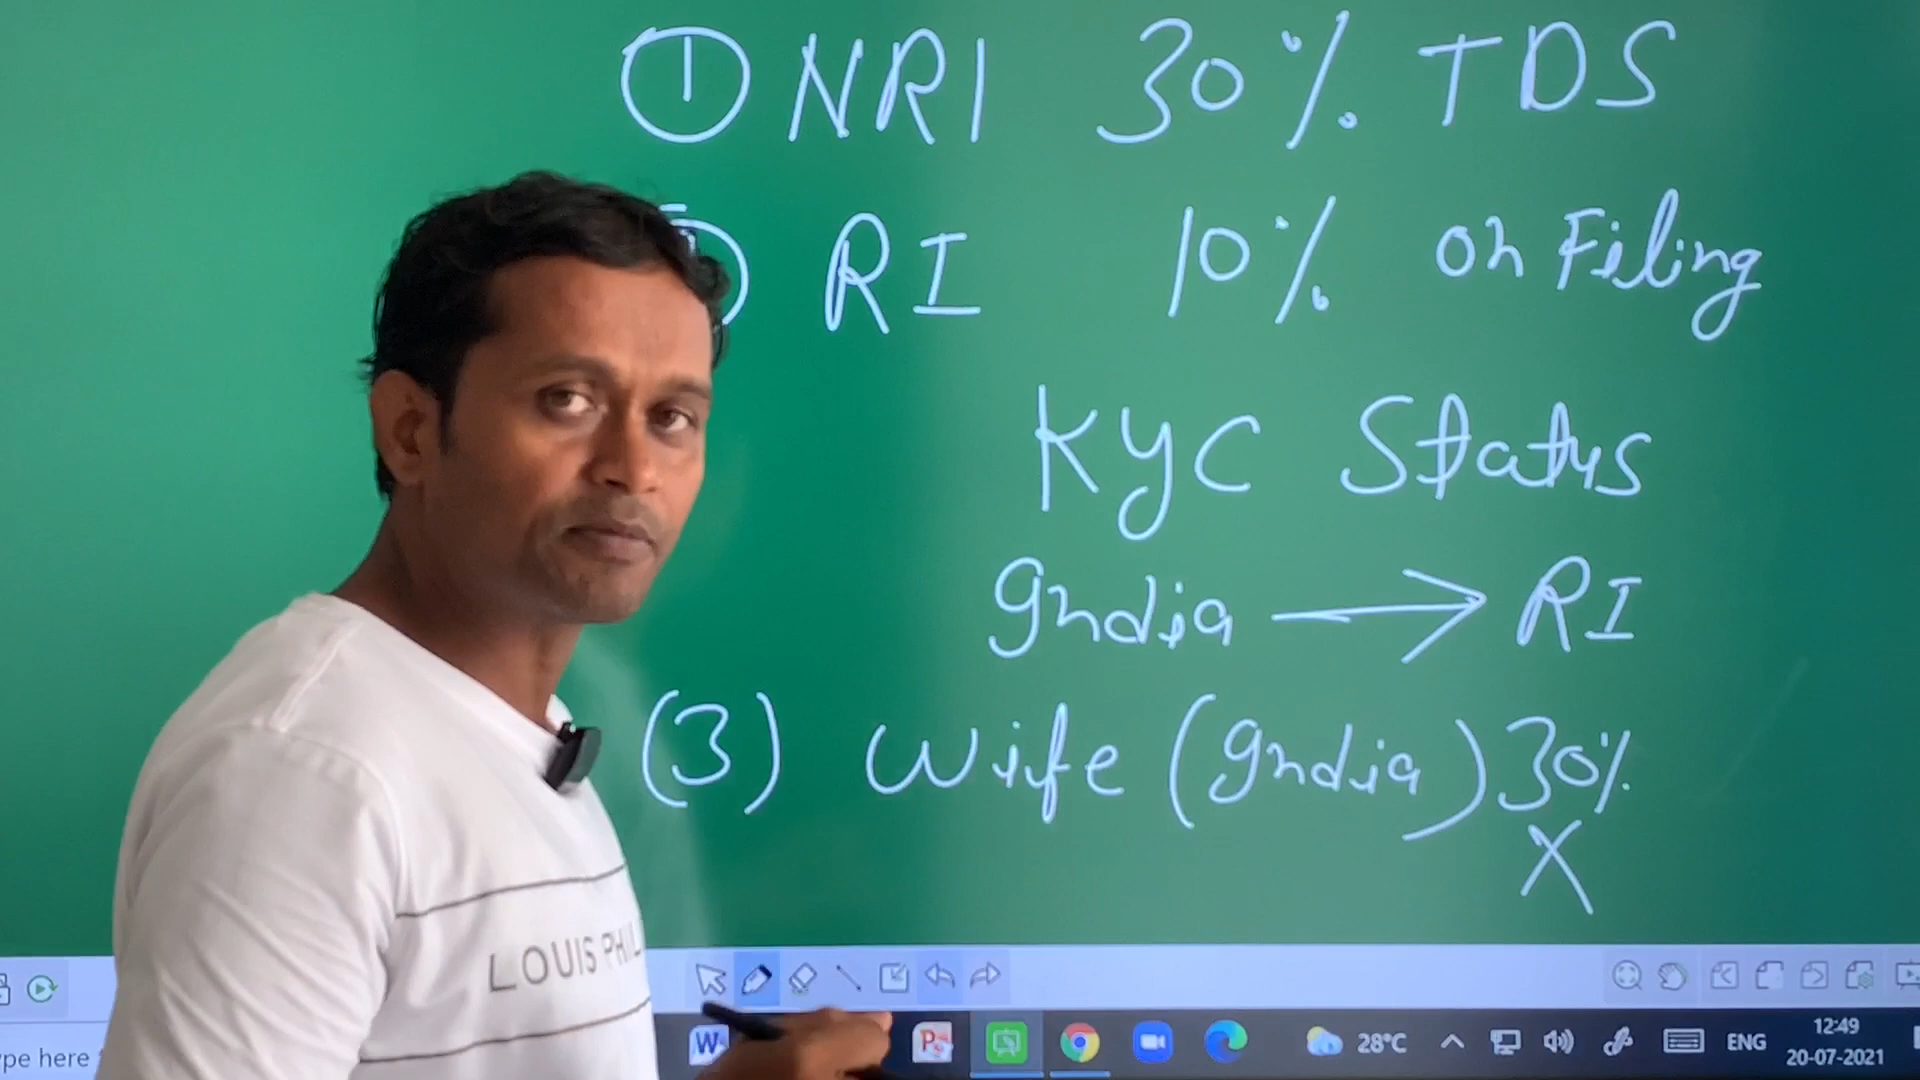 1 NRI 30% TDS
RI 10% on Filing
KYC Status
India → RI
(3) Wife (India) 30%
X
LOUIS PHIL
pe here
W
P
28°C
ENG
12:49
20-07-2021